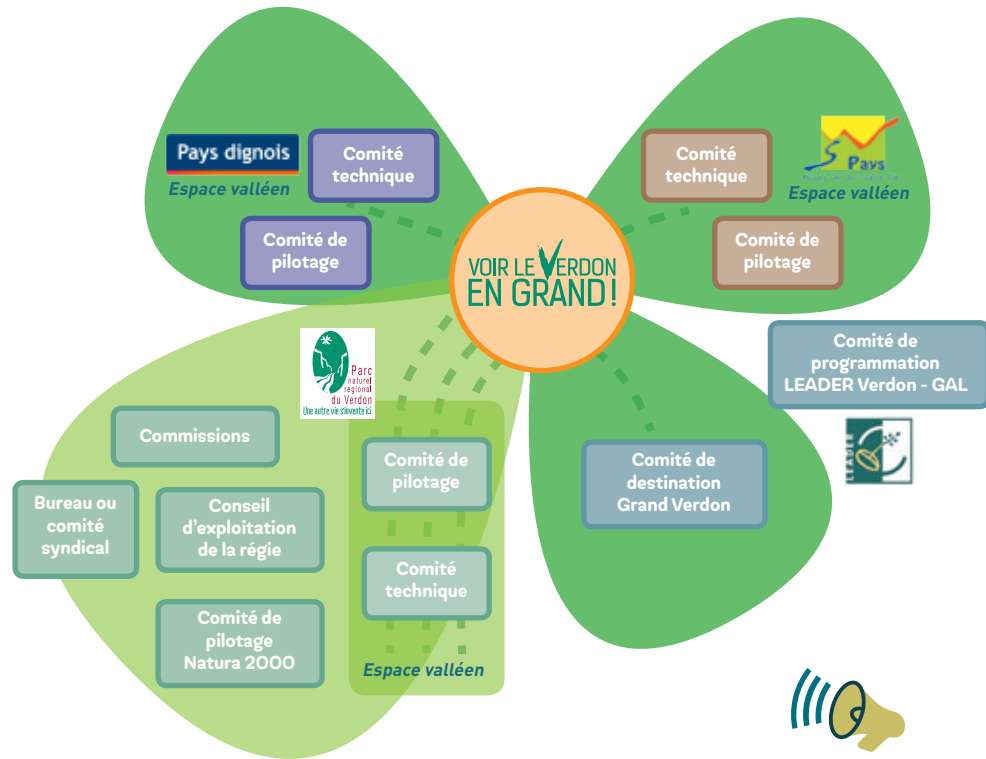 Pays dignois
Espace valléen
Comité
technique
Comité de
pilotage
Comité
technique
Pays
Espace valléen
Comité de
pilotage
VOIR LE VERDON
EN GRAND !
Parc
naturel
régional
du Verdon
Une autre vie s'invente ici
Comité de
programmation
LEADER Verdon - GAL
LEADER
Commissions
Bureau ou
comité
syndical
Conseil
d'exploitation
de la régie
Comité de
pilotage
Natura 2000
Comité de
pilotage
Comité
technique
Espace valléen
Comité de
destination
Grand Verdon